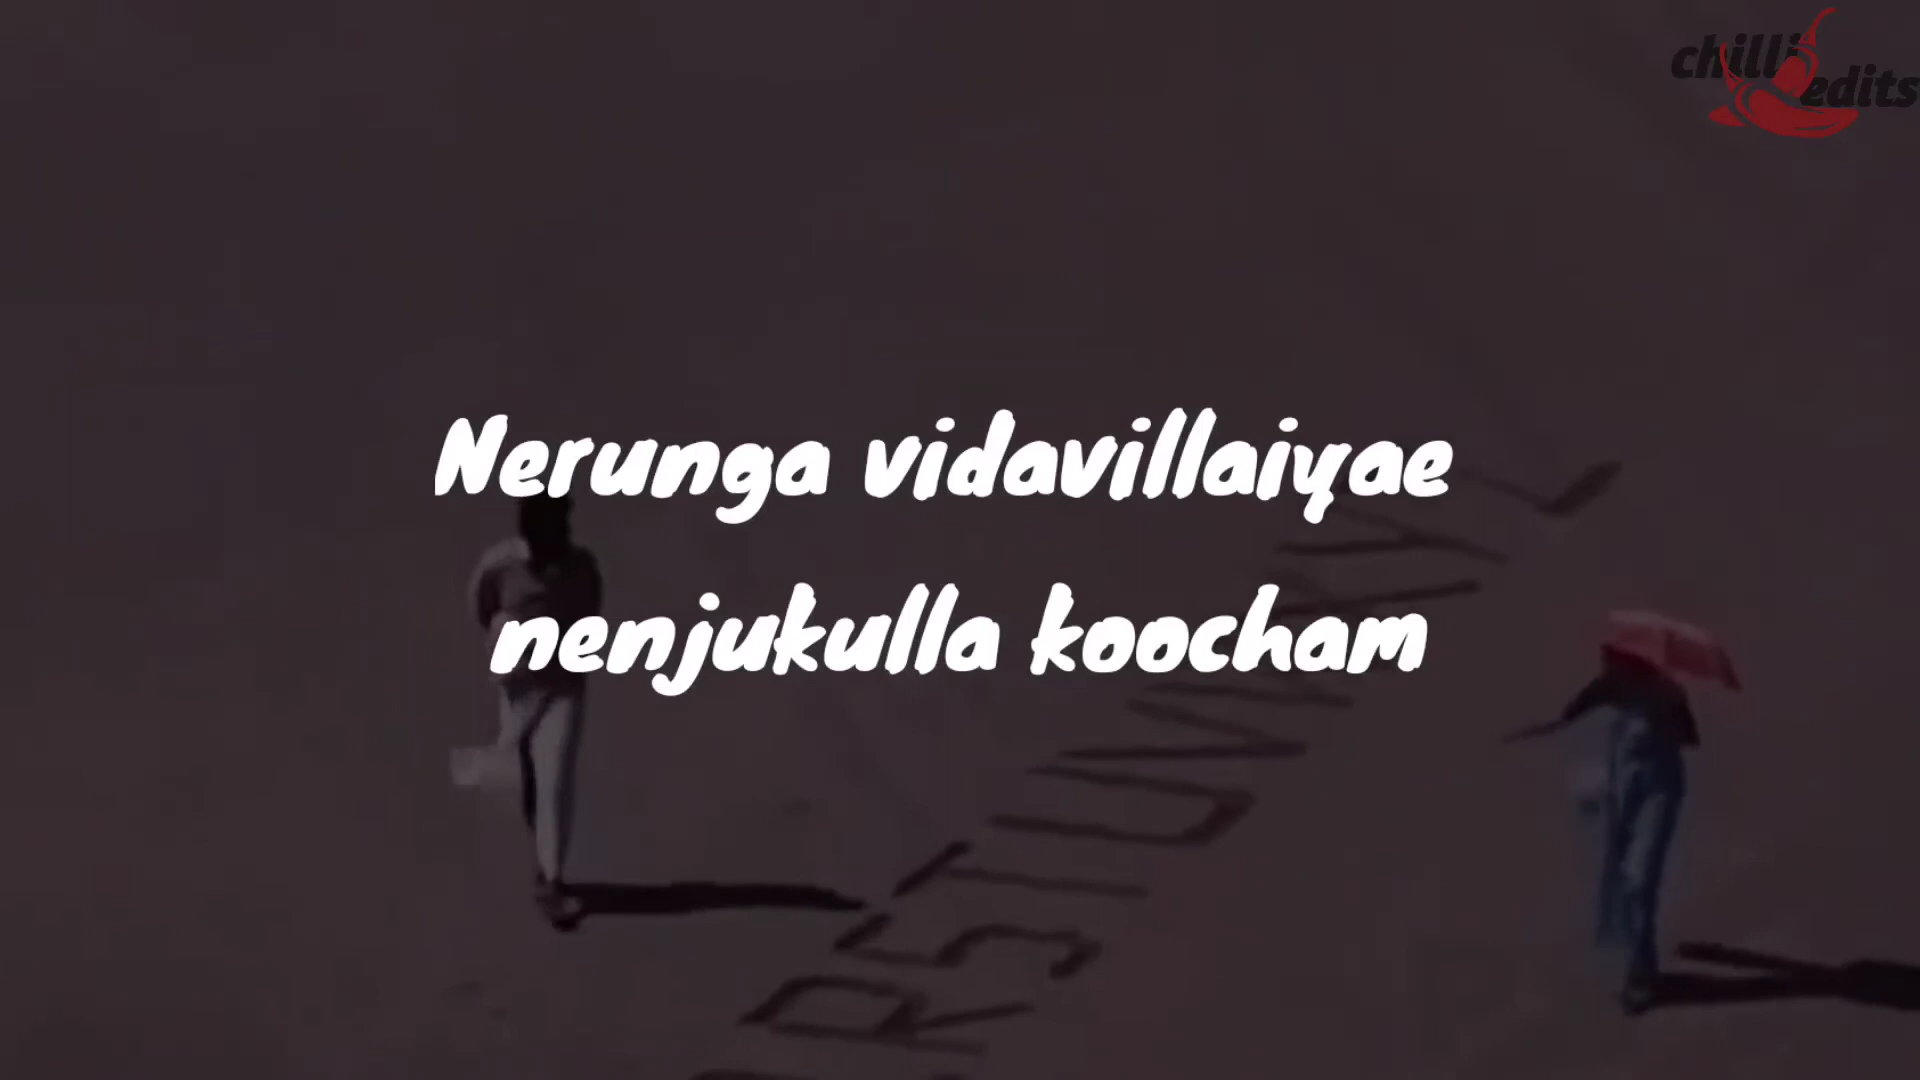 chilli
edits
Nerunga vidavillaiyae
nenjukulla koocham
R S T U V